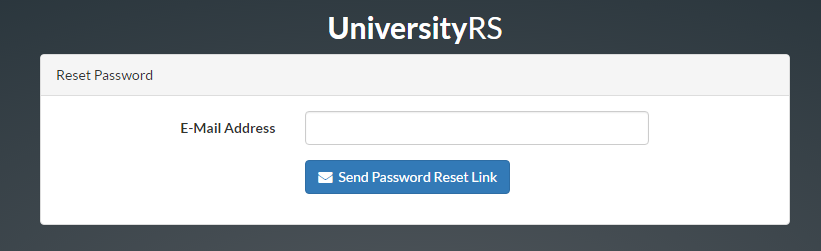 UniversityRS
Reset Password
E-Mail Address
Send Password Reset Link